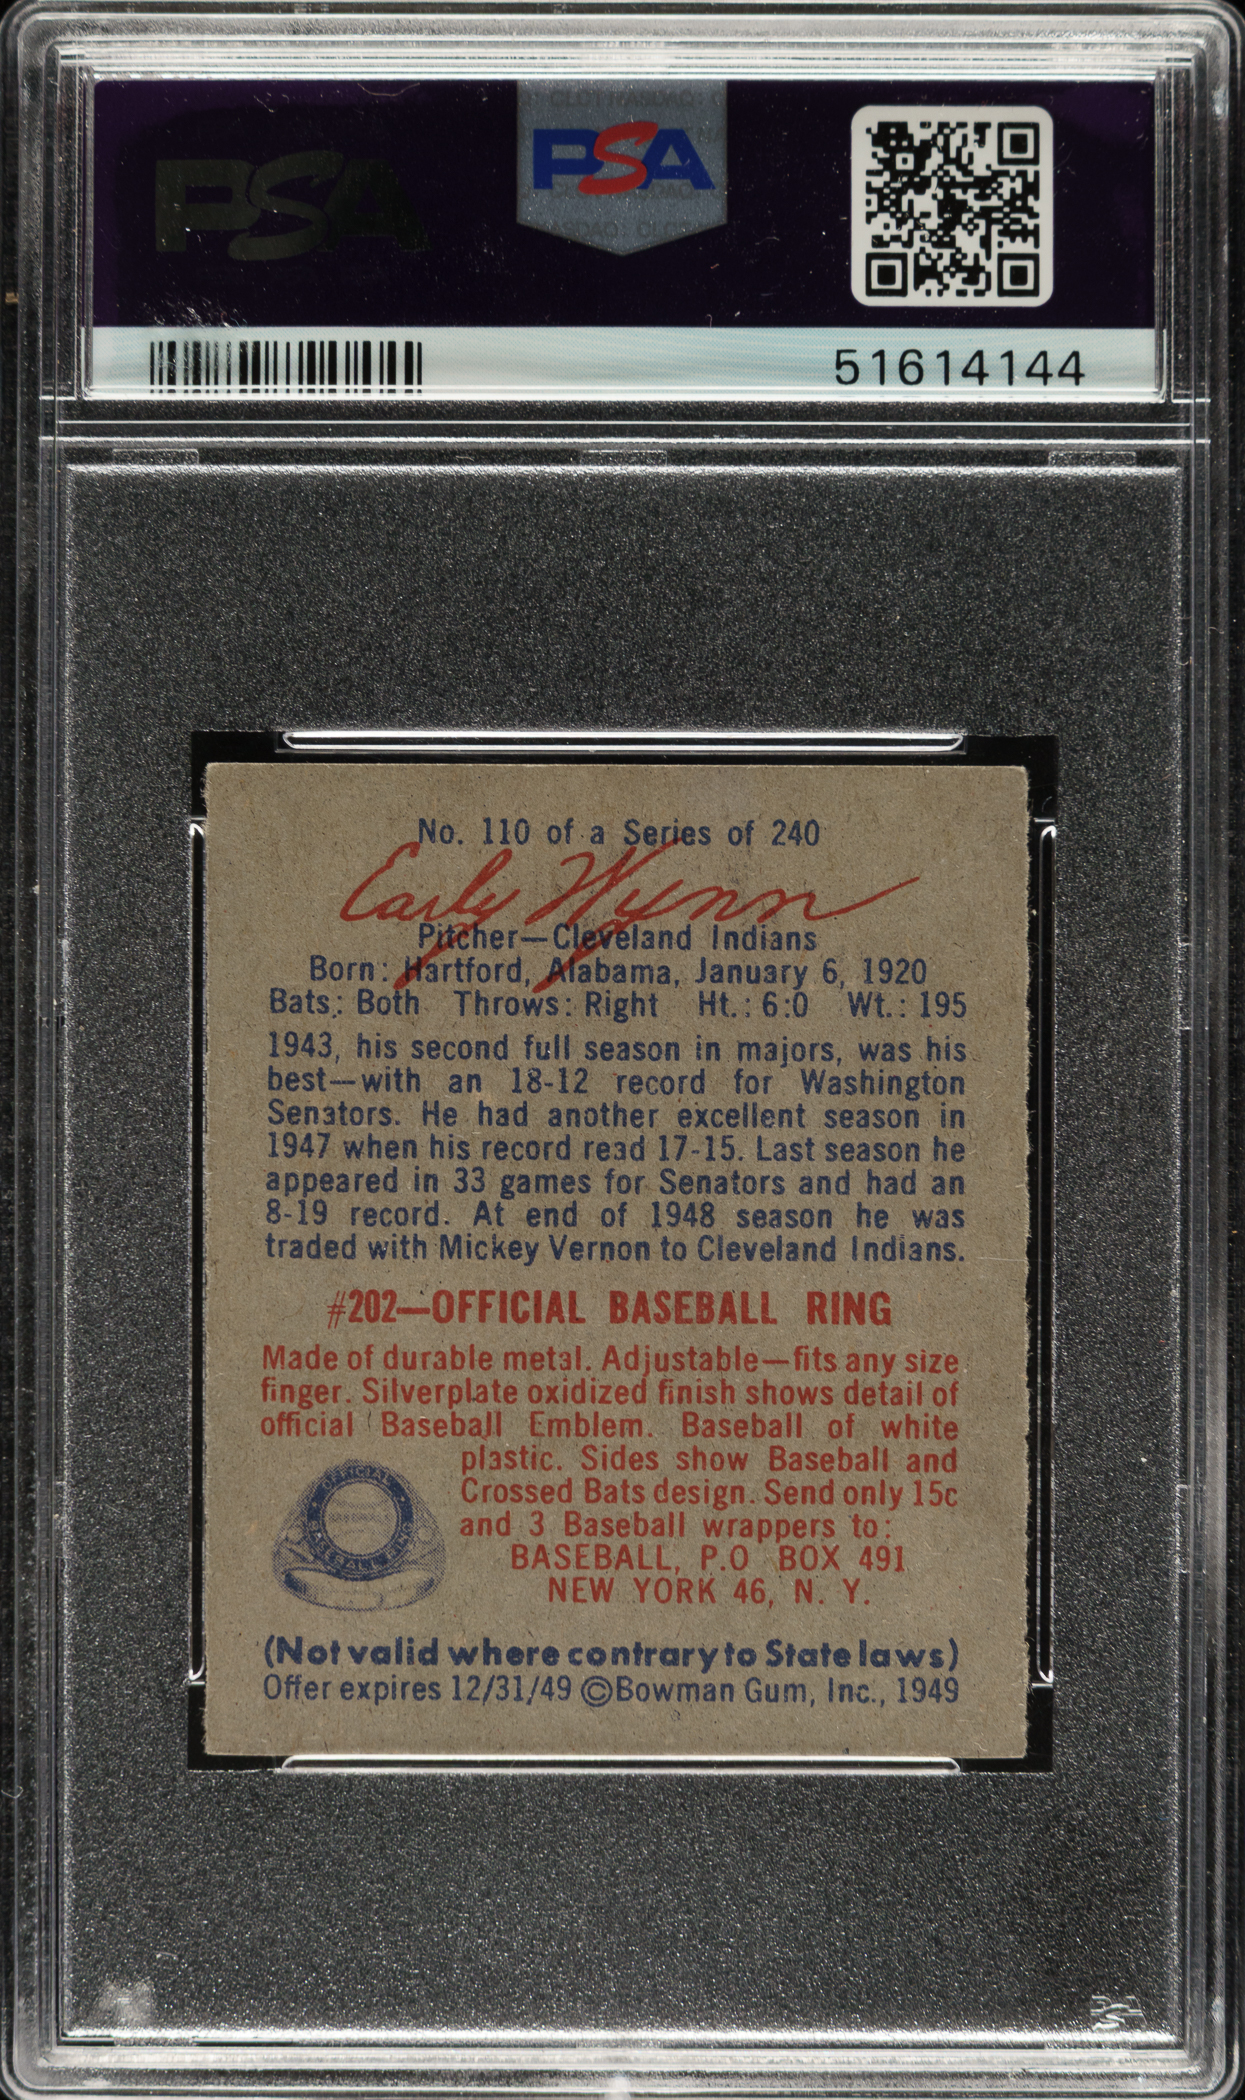 PSA
PSA
51614144
No. 110 of a Series of 240
Early Wynn
Pitcher—Cleveland Indians
Born: Hartford, Alabama, January 6, 1920
Bats: Both Throws: Right Ht.: 6:0 Wt.: 195
1943, his second full season in majors, was his
best—with an 18-12 record for Washington
Senators. He had another excellent season in
1947 when his record read 17-15. Last season he
appeared in 33 games for Senators and had an
8-19 record. At end of 1948 season he was
traded with Mickey Vernon to Cleveland Indians.
#202—OFFICIAL BASEBALL RING
Made of durable metal. Adjustable—fits any size
finger. Silverplate oxidized finish shows detail of
official Baseball Emblem. Baseball of white
plastic. Sides show Baseball and
Crossed Bats design. Send only 15c
and 3 Baseball wrappers to:
BASEBALL, P.O BOX 491
NEW YORK 46, N. Y.
OFFICIAL
BASEBALL RING
(Not valid where contrary to State laws)
Offer expires 12/31/49 ©Bowman Gum, Inc., 1949
PSA